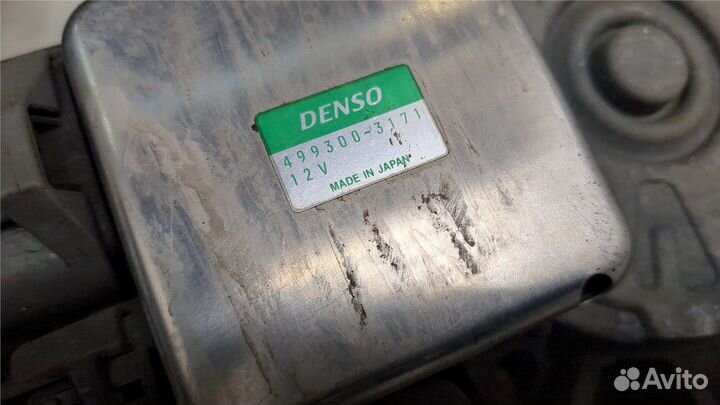 DENSO
499300-3171
12V
MADE IN JAPAN
Avito